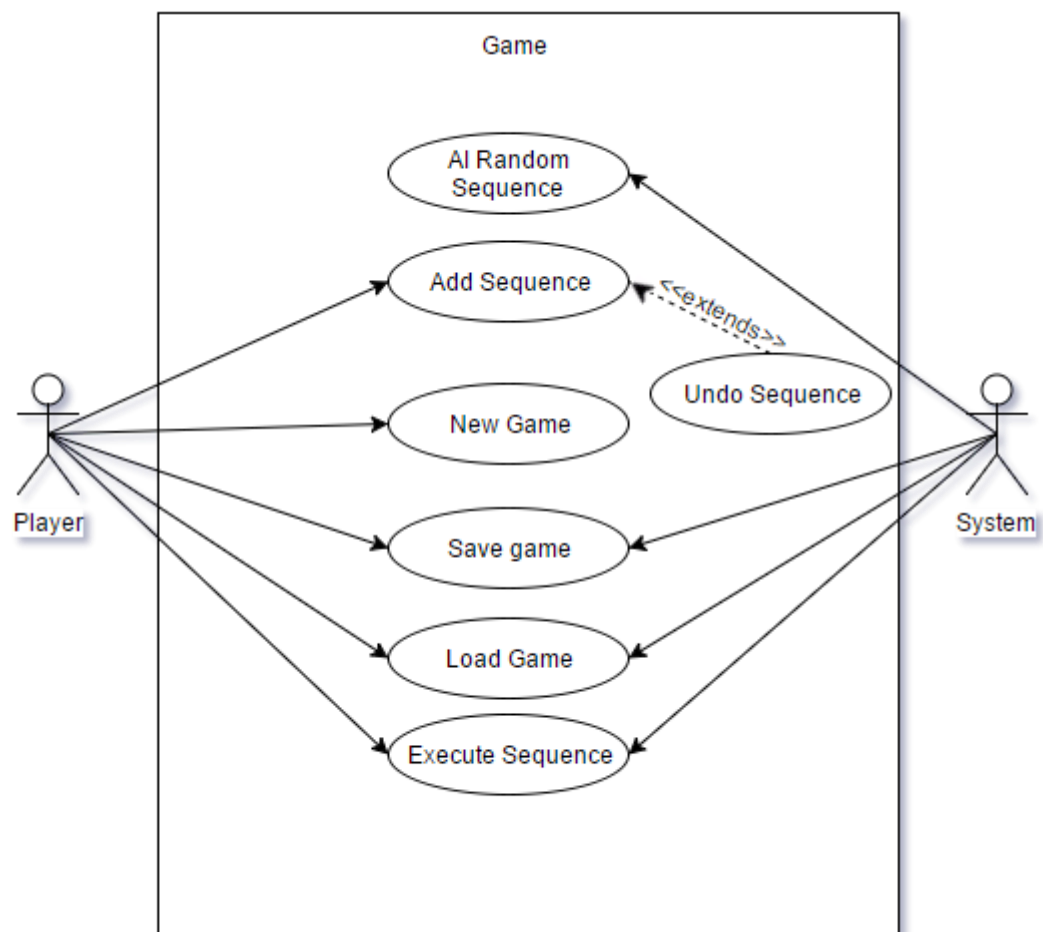 Game
AI Random
Sequence
Add Sequence
<<extends>>
Undo Sequence
New Game
Player
System
Save game
Load Game
Execute Sequence